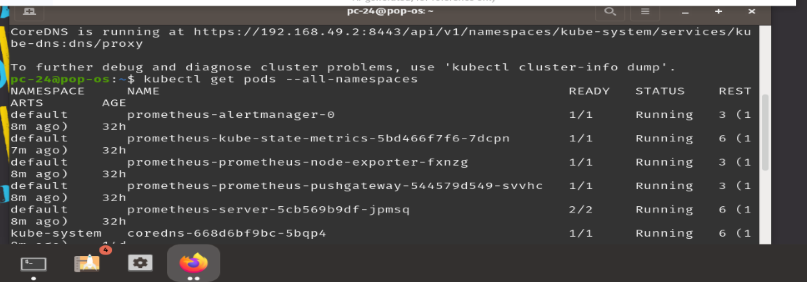 pc-24@pop-os: ~
CoreDNS is running at https://192.168.49.2:8443/api/v1/namespaces/kube-system/services/ku
be-dns:dns/proxy
To further debug and diagnose cluster problems, use 'kubectl cluster-info dump'.
pc-24@pop-os:~$ kubectl get pods --all-namespaces
NAMESPACE NAME READY STATUS REST
ARTS AGE
default prometheus-alertmanager-0 1/1 Running 3 (1
8m ago) 32h
default prometheus-kube-state-metrics-5bd466f7f6-7dcpn 1/1 Running 6 (1
7m ago) 32h
default prometheus-prometheus-node-exporter-fxnzg 1/1 Running 3 (1
8m ago) 32h
default prometheus-prometheus-pushgateway-544579d549-svvhc 1/1 Running 3 (1
8m ago) 32h
default prometheus-server-5cb569b9df-jpmsq 2/2 Running 6 (1
8m ago) 32h
kube-system coredns-668d6bf9bc-5bqp4 1/1 Running 6 (1
4